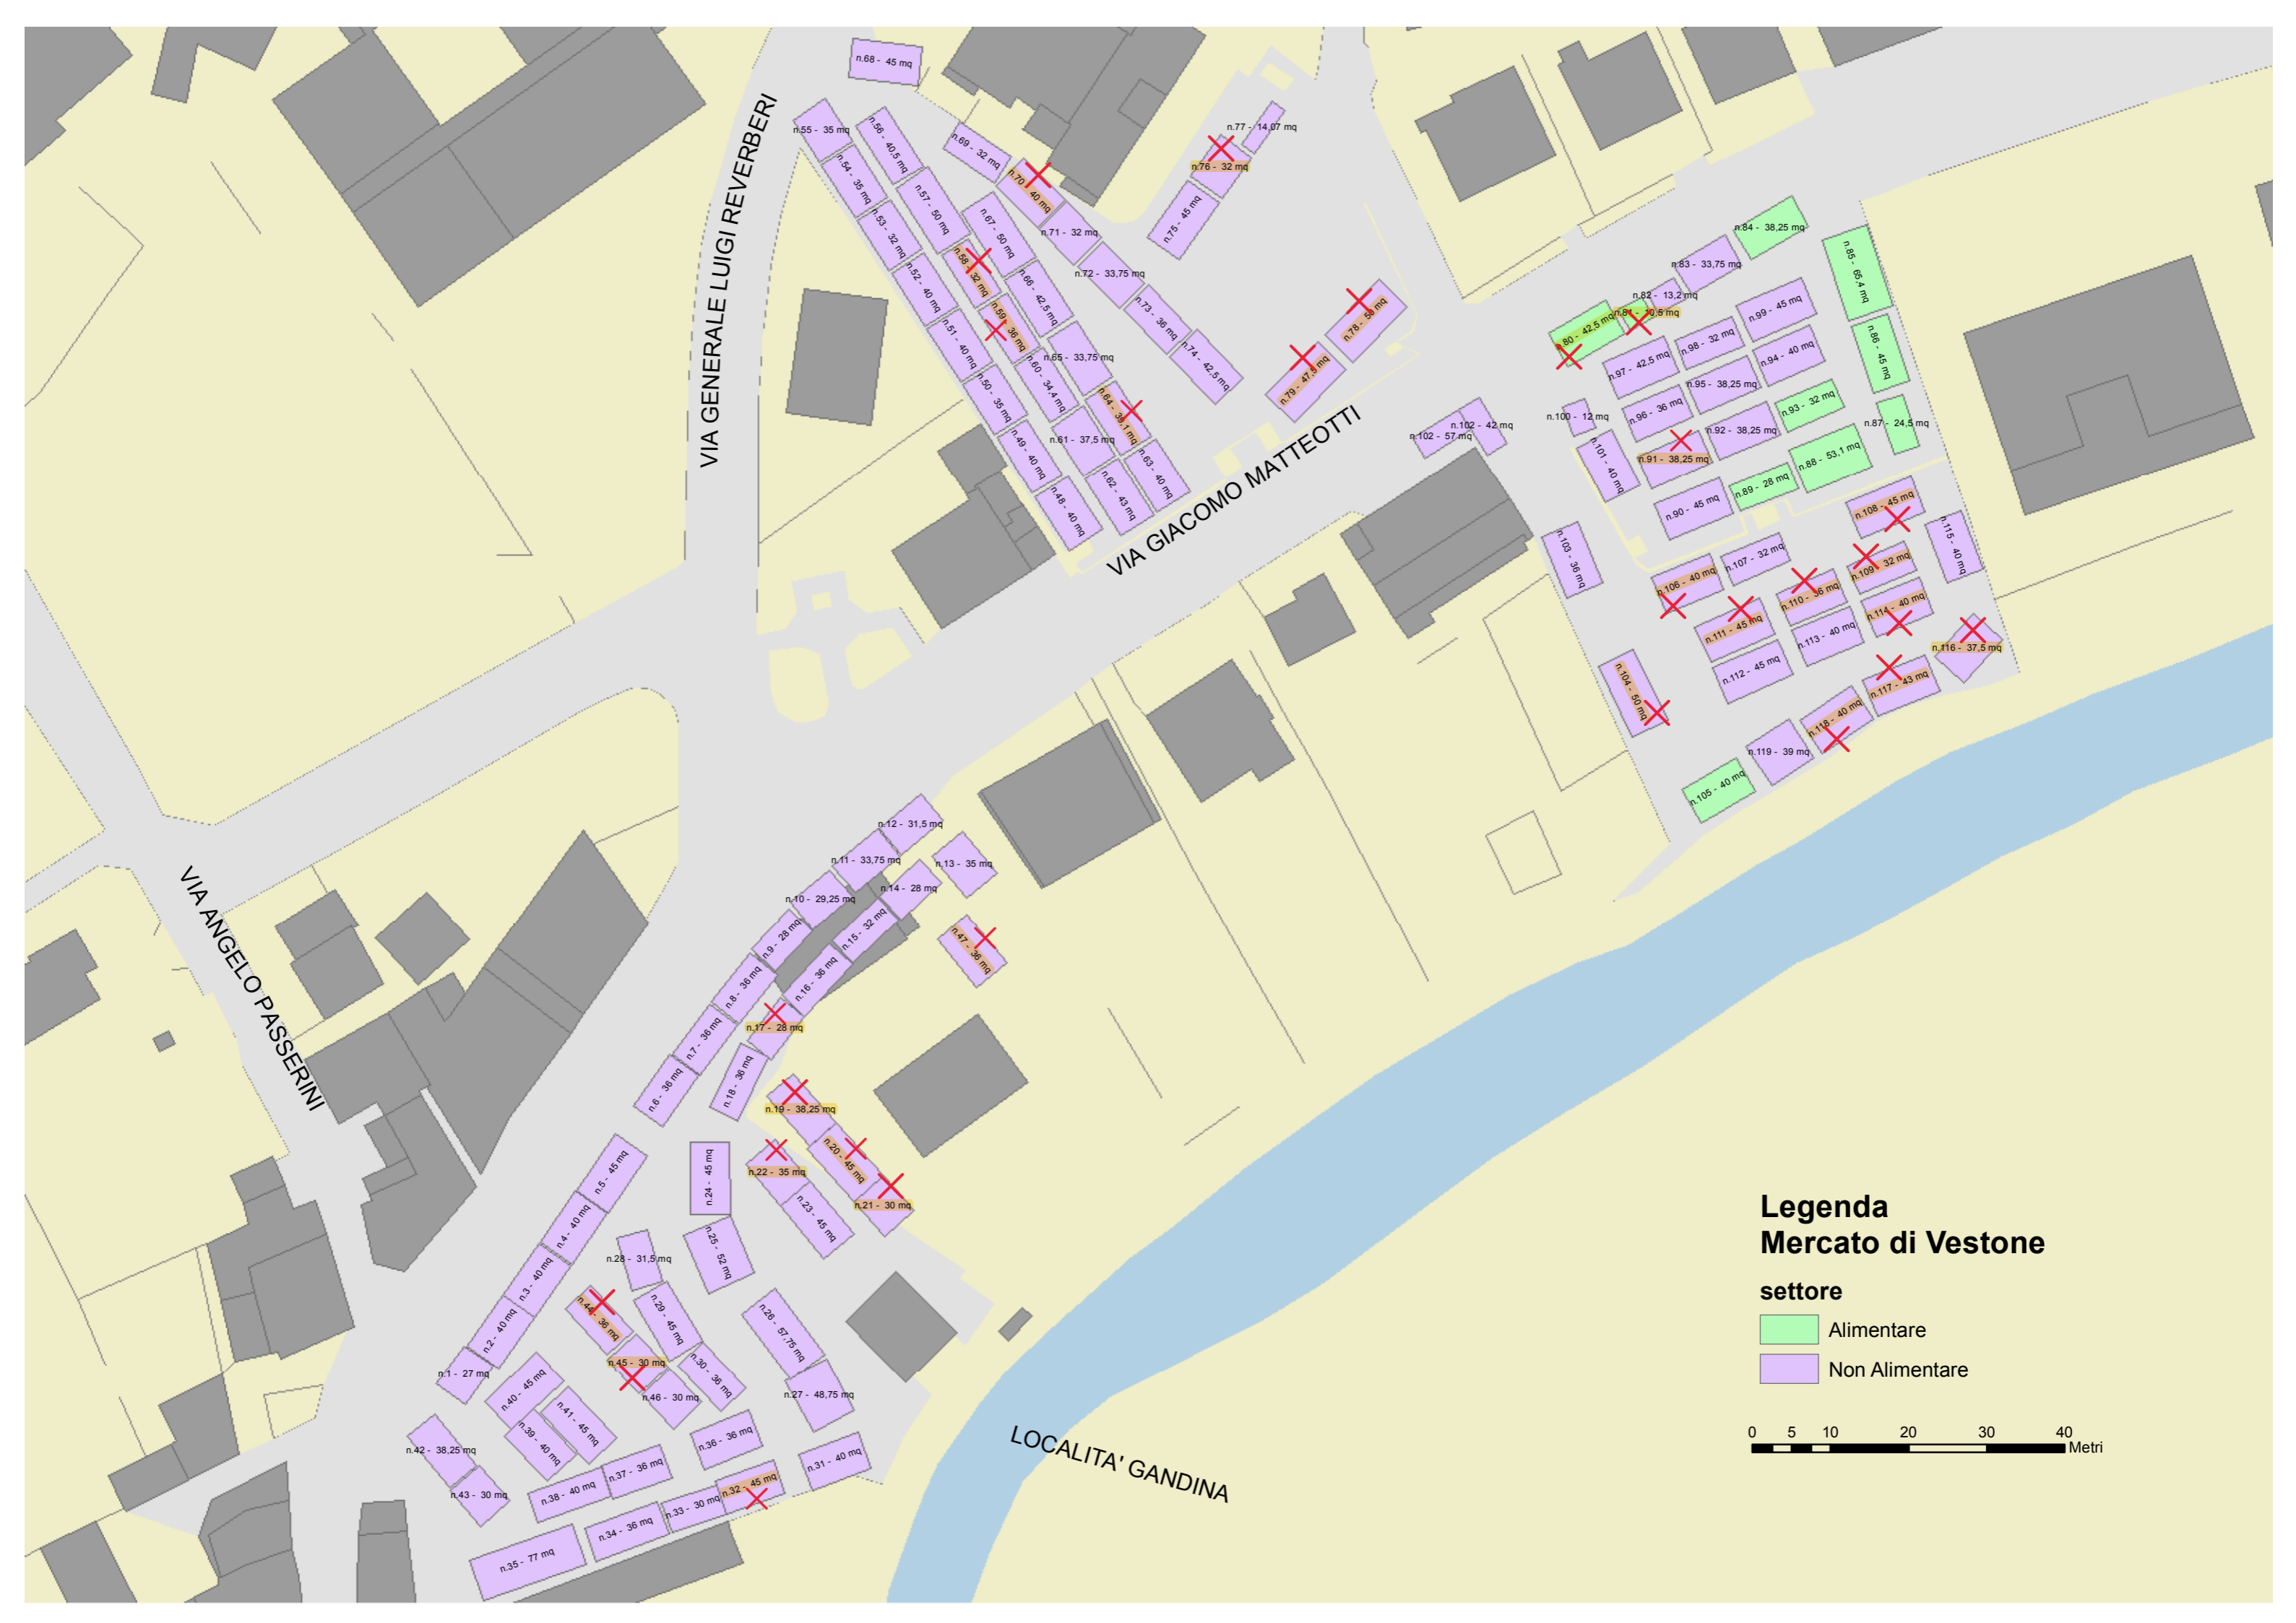 n.68 - 45 mq
VIA GENERALE LUIGI REVERBERI
n.55 - 35 mq
n.56 - 40,5 mq
n.54 - 35 mq
n.57 - 50 mq
n.53 - 32 mq
n.52 - 40 mq
n.51 - 40 mq
n.50 - 35 mq
n.49 - 40 mq
n.48 - 40 mq
n.58 - 32 mq
n.59 - 36 mq
n.60 - 34,4 mq
n.61 - 37,5 mq
n.62 - 43 mq
n.67 - 50 mq
n.66 - 42,5 mq
n.65 - 33,75 mq
n.64 - 38,1 mq
n.63 - 40 mq
n.69 - 32 mq
n.70 - 40 mq
n.71 - 32 mq
n.72 - 33,75 mq
n.73 - 36 mq
n.74 - 42,5 mq
n.77 - 14,07 mq
n.76 - 32 mq
n.75 - 45 mq
n.78 - 50 mq
n.79 - 47,5 mq
VIA GIACOMO MATTEOTTI
n.84 - 38,25 mq
n.83 - 33,75 mq
n.82 - 13,2 mq
n.81 - 10,5 mq
n.80 - 42,5 mq
n.85 - 65,4 mq
n.86 - 45 mq
n.87 - 24,5 mq
n.99 - 45 mq
n.98 - 32 mq
n.97 - 42,5 mq
n.94 - 40 mq
n.95 - 38,25 mq
n.96 - 36 mq
n.93 - 32 mq
n.92 - 38,25 mq
n.91 - 38,25 mq
n.88 - 53,1 mq
n.89 - 28 mq
n.90 - 45 mq
n.100 - 12 mq
n.101 - 40 mq
n.102 - 57 mq
n.102 - 42 mq
n.103 - 36 mq
n.104 - 50 mq
n.108 - 45 mq
n.115 - 40 mq
n.107 - 32 mq
n.106 - 40 mq
n.109 - 32 mq
n.110 - 36 mq
n.111 - 45 mq
n.114 - 40 mq
n.113 - 40 mq
n.112 - 45 mq
n.116 - 37,5 mq
n.117 - 43 mq
n.118 - 40 mq
n.119 - 39 mq
n.105 - 40 mq
VIA ANGELO PASSERINI
n.12 - 31,5 mq
n.11 - 33,75 mq
n.13 - 35 mq
n.14 - 28 mq
n.10 - 29,25 mq
n.15 - 32 mq
n.9 - 28 mq
n.47 - 36 mq
n.16 - 36 mq
n.8 - 36 mq
n.17 - 28 mq
n.7 - 36 mq
n.18 - 36 mq
n.6 - 36 mq
n.19 - 38,25 mq
n.20 - 45 mq
n.21 - 30 mq
n.22 - 35 mq
n.23 - 45 mq
n.24 - 45 mq
n.25 - 52 mq
n.5 - 45 mq
n.4 - 40 mq
n.3 - 40 mq
n.2 - 40 mq
n.1 - 27 mq
n.28 - 31,5 mq
n.29 - 45 mq
n.30 - 36 mq
n.44 - 36 mq
n.45 - 30 mq
n.46 - 30 mq
n.26 - 57,75 mq
n.27 - 48,75 mq
n.40 - 45 mq
n.41 - 45 mq
n.39 - 40 mq
n.42 - 38,25 mq
n.43 - 30 mq
n.36 - 36 mq
n.37 - 36 mq
n.38 - 40 mq
n.31 - 40 mq
n.32 - 45 mq
n.33 - 30 mq
n.34 - 36 mq
n.35 - 77 mq
LOCALITA' GANDINA
Legenda
Mercato di Vestone
settore
Alimentare
Non Alimentare
0 5 10 20 30 40
Metri